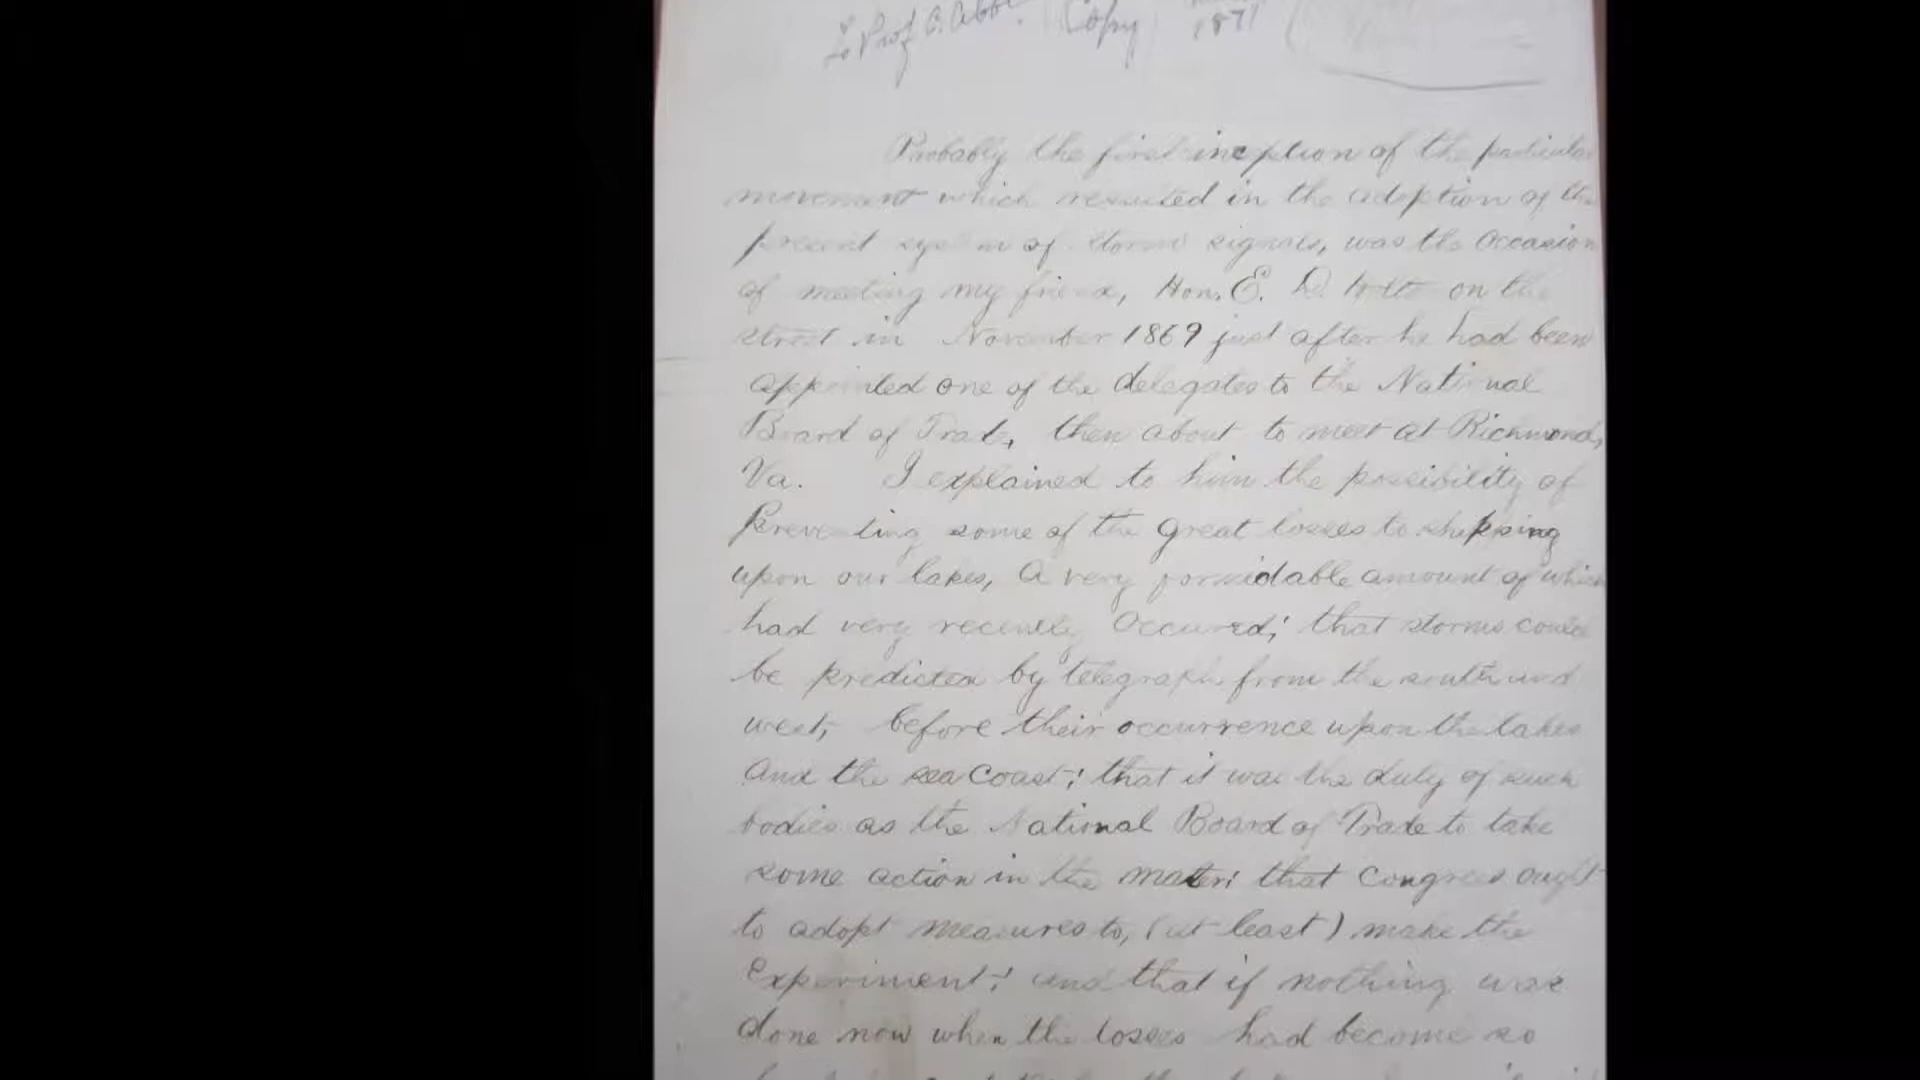 to Prof C. Abbe. Copy 1871
Probably the first inception of the particular
movement which resulted in the adoption of the
present system of storm signals, was the occasion
of meeting my friend, Hon. E. D. Holton on the
street in November 1869 just after he had been
appointed one of the delegates to the National
Board of Trade, then about to meet at Richmond,
Va. I explained to him the possibility of
preventing some of the great losses to shipping
upon our lakes, a very formidable amount of which
had very recently occured; that storms could
be predicted by telegraph from the south and
west, before their occurrence upon the lakes
and the sea coast; that it was the duty of such
bodies as the National Board of Trade to take
some action in the matter; that Congress ought
to adopt measures to, (at least) make the
experiment; and that if nothing was
done now when the losses had become so